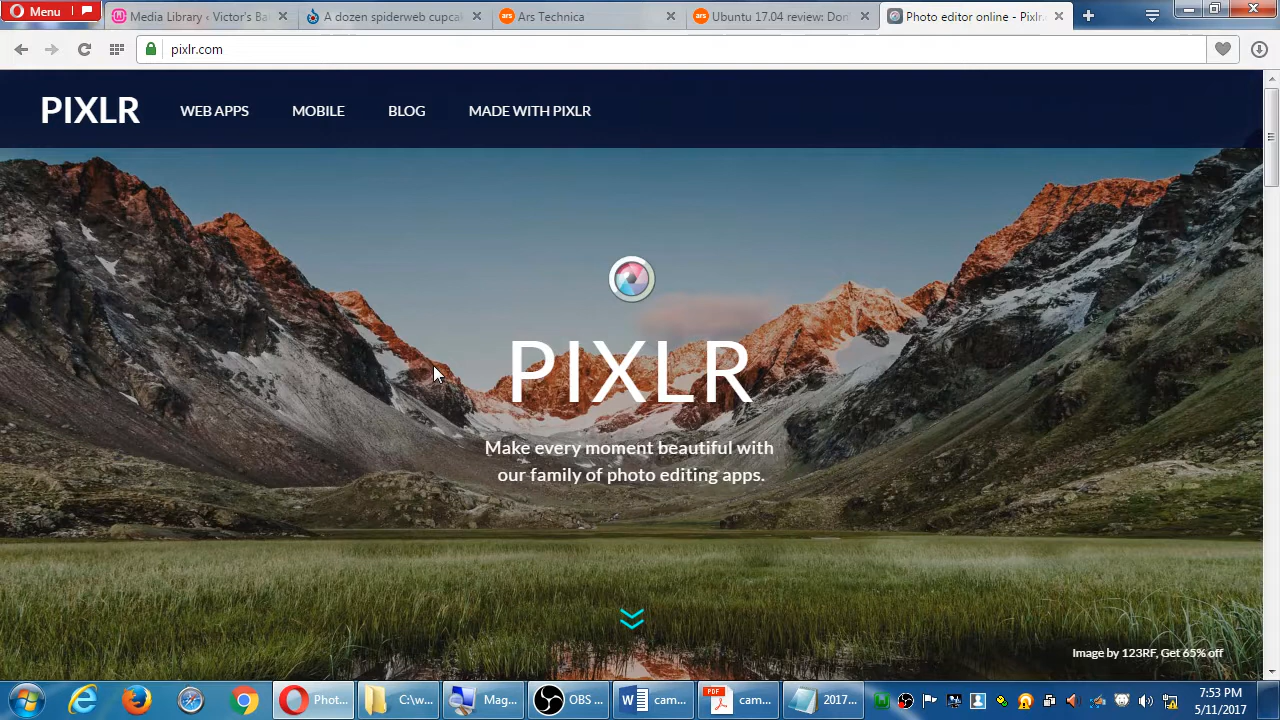 Menu
Media Library ‹ Victor's Ba
A dozen spiderweb cupca
ars
Ars Technica
ars
Ubuntu 17.04 review: Don'
Photo editor online - Pixlr.
pixlr.com
PIXLR
WEB APPS
MOBILE
BLOG
MADE WITH PIXLR
PIXLR
Make every moment beautiful with
our family of photo editing apps.
Image by 123RF, Get 65% off
Phot...
C:\w...
Mag...
OBS ...
cam...
PDF
cam...
2017...
7:53 PM
5/11/2017